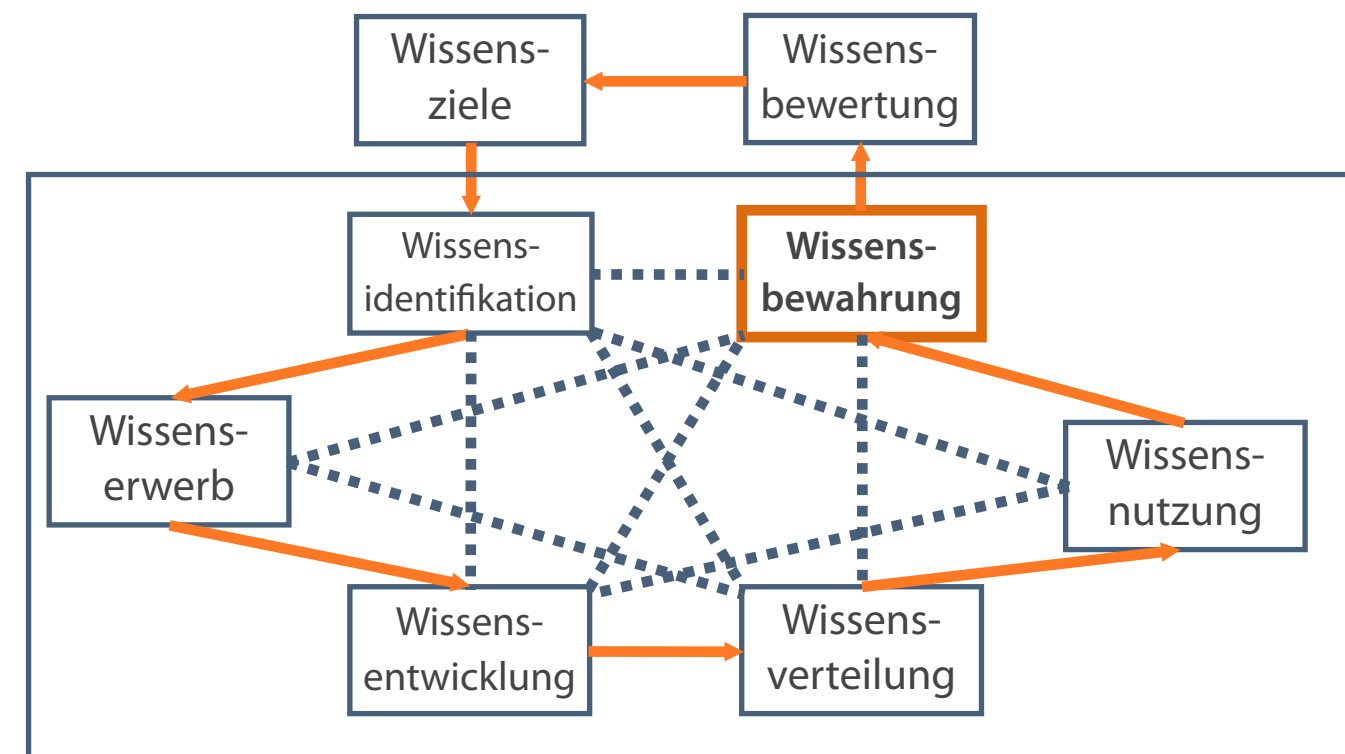 Wissens-
ziele
Wissens-
bewertung
Wissens-
identifikation
Wissens-
bewahrung
Wissens-
erwerb
Wissens-
nutzung
Wissens-
entwicklung
Wissens-
verteilung